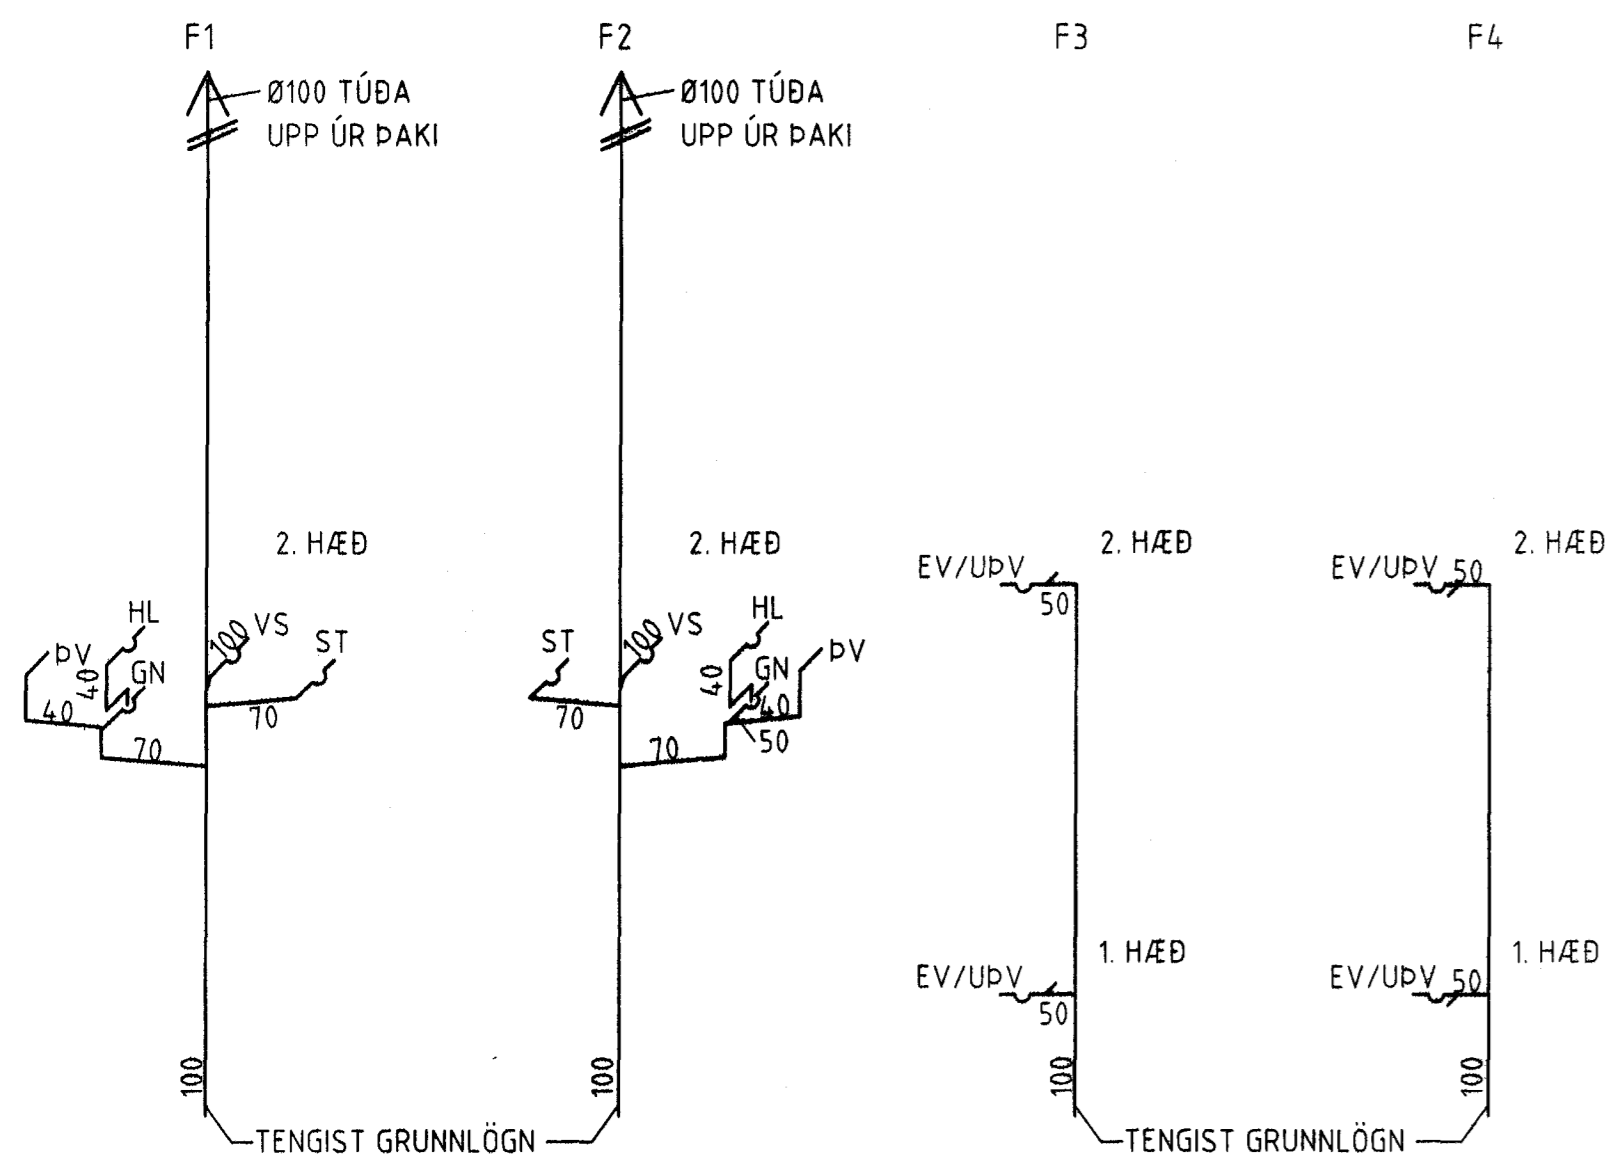 F1
F2
F3
F4
Ø100 TÚÐA
UPP ÚR ÞAKI
Ø100 TÚÐA
UPP ÚR ÞAKI
2. HÆÐ
2. HÆÐ
2. HÆÐ
2. HÆÐ
EV/UÞV
50
EV/UÞV 50
HL
100 VS
ST
ÞV
40
GN
40
70
70
ST
100 VS
HL
ÞV
40
GN
40
70
50
70
1. HÆÐ
1. HÆÐ
EV/UÞV
50
EV/UÞV 50
100
100
100
100
TENGIST GRUNNLÖGN
TENGIST GRUNNLÖGN